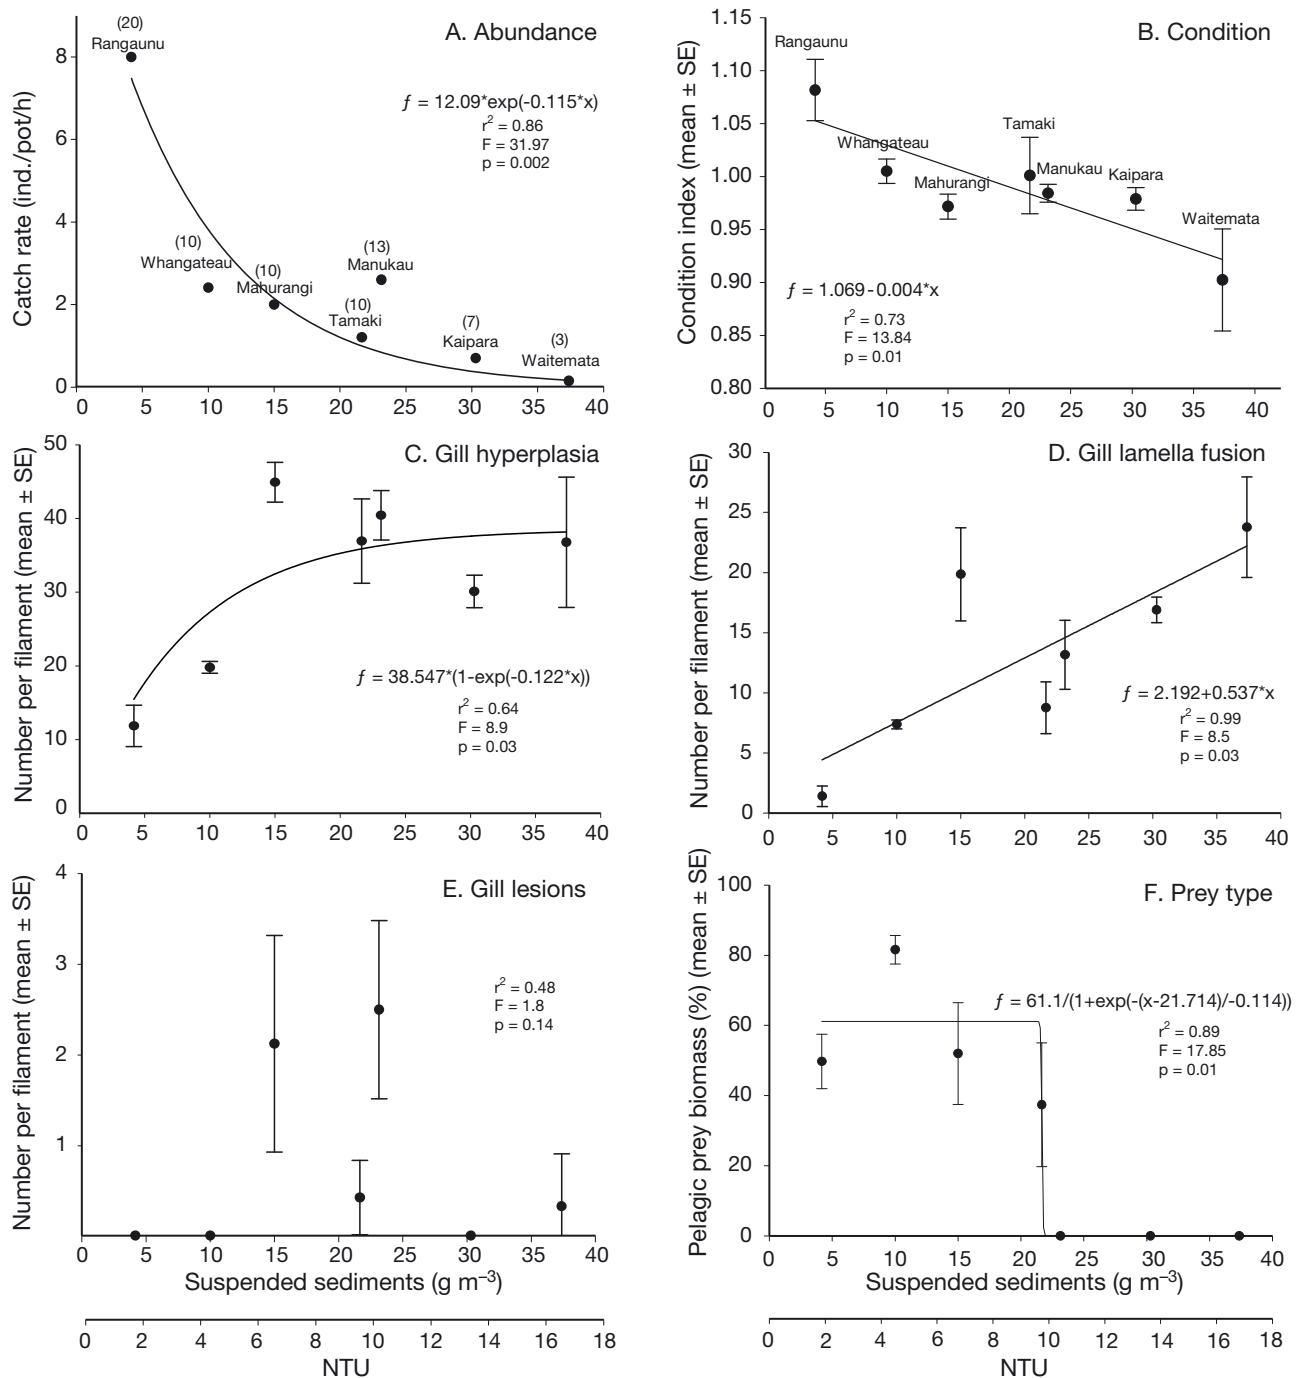 A. Abundance
Catch rate (ind./pot/h)
8
6
4
2
0
(20)
Rangaunu
(10)
Whangateau
(10)
Mahurangi
(10)
Tamaki
(13)
Manukau
(7)
Kaipara
(3)
Waitemata
f = 12.09*exp(-0.115*x)
r2 = 0.86
F = 31.97
p = 0.002
0 5 10 15 20 25 30 35 40
B. Condition
Condition index (mean ± SE)
1.15
1.10
1.05
1.00
0.95
0.90
0.85
0.80
Rangaunu
Whangateau
Mahurangi
Tamaki
Manukau
Kaipara
Waitemata
f = 1.069-0.004*x
r2 = 0.73
F = 13.84
p = 0.01
0 5 10 15 20 25 30 35 40
C. Gill hyperplasia
Number per filament (mean ± SE)
50
40
30
20
10
0
f = 38.547*(1-exp(-0.122*x))
r2 = 0.64
F = 8.9
p = 0.03
0 5 10 15 20 25 30 35 40
D. Gill lamella fusion
Number per filament (mean ± SE)
30
25
20
15
10
5
0
f = 2.192+0.537*x
r2 = 0.99
F = 8.5
p = 0.03
0 5 10 15 20 25 30 35 40
E. Gill lesions
Number per filament (mean ± SE)
4
3
2
1
r2 = 0.48
F = 1.8
p = 0.14
0 5 10 15 20 25 30 35 40
Suspended sediments (g m–3)
0 2 4 6 8 10 12 14 16 18
NTU
F. Prey type
Pelagic prey biomass (%) (mean ± SE)
100
80
60
40
20
0
f = 61.1/(1+exp(-(x-21.714)/-0.114))
r2 = 0.89
F = 17.85
p = 0.01
0 5 10 15 20 25 30 35 40
Suspended sediments (g m–3)
0 2 4 6 8 10 12 14 16 18
NTU